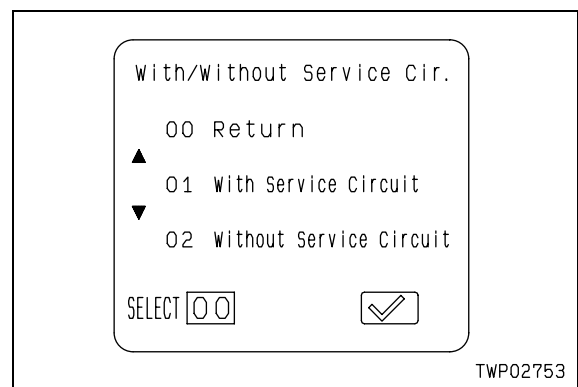 With/Without Service Cir.
00 Return
01 With Service Circuit
02 Without Service Circuit
SELECT 00
TWP02753